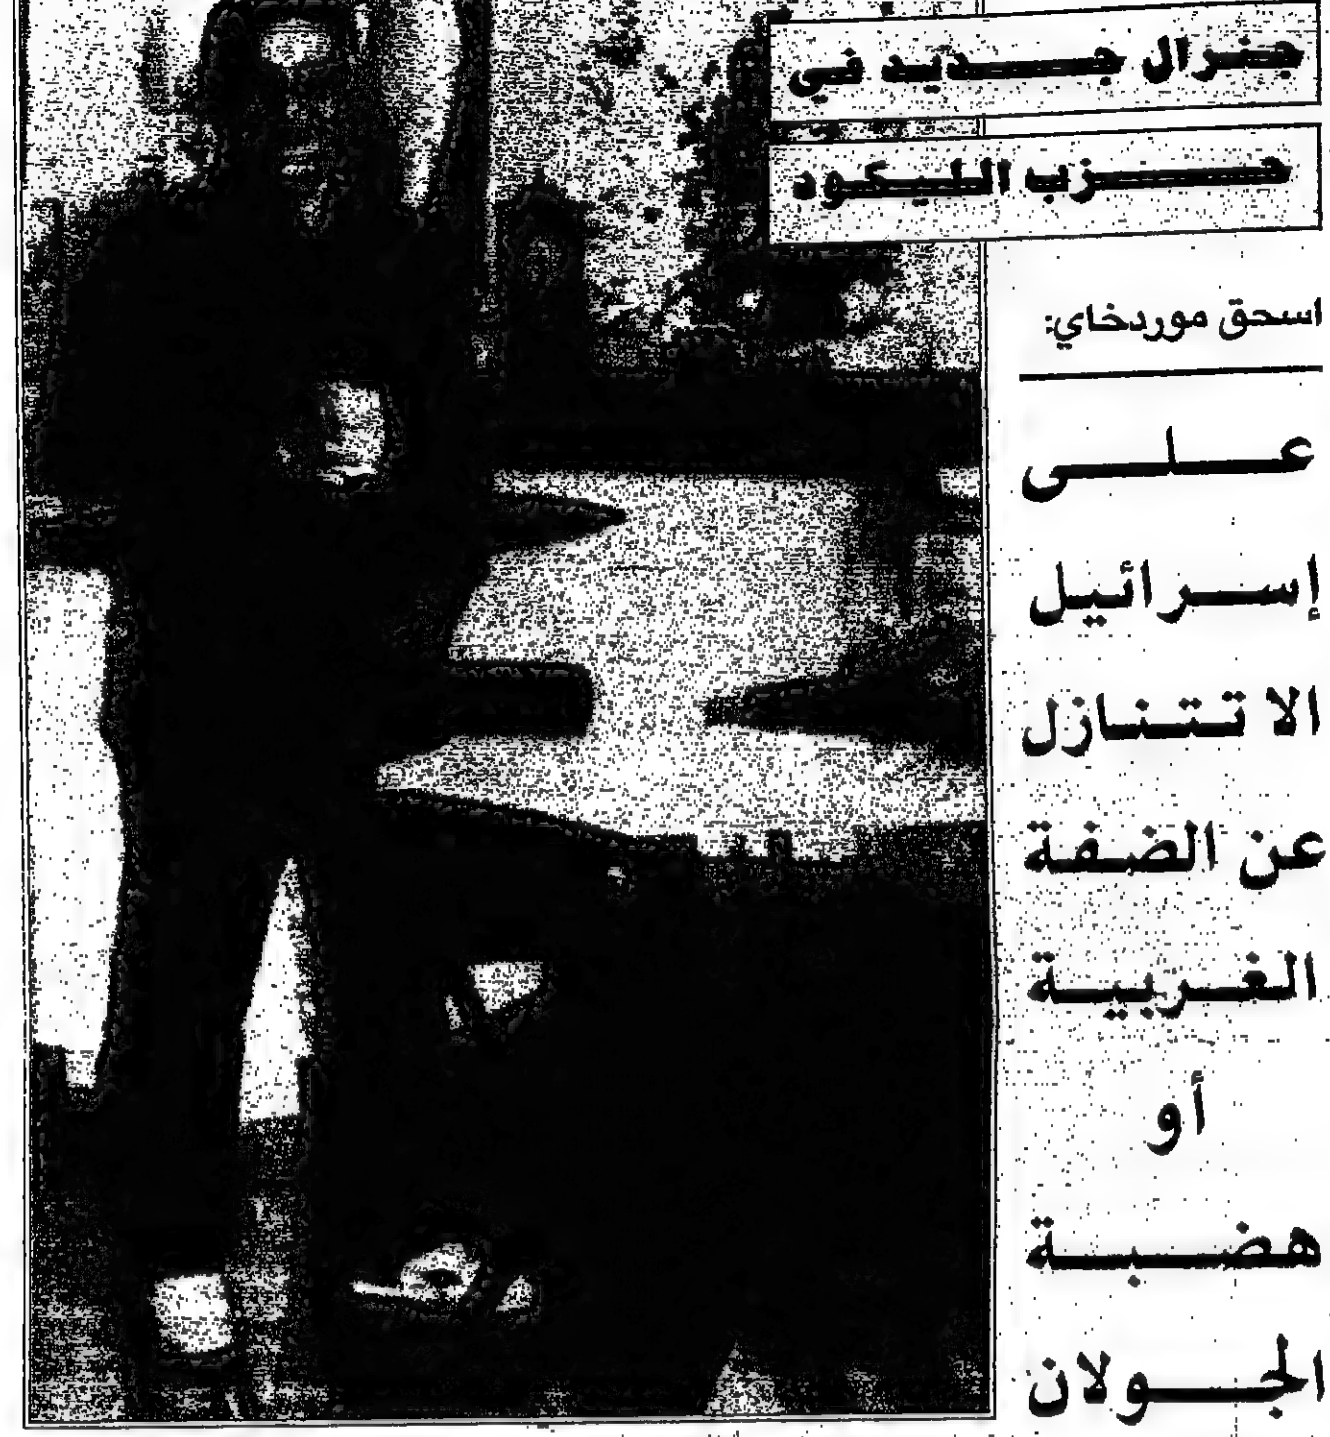 جنرال جديد في
حزب الليكود
اسحق موردخاي:
على
إسرائيل
الا تتنازل
عن الضفة
الغربية
أو
هضبة
الجولان